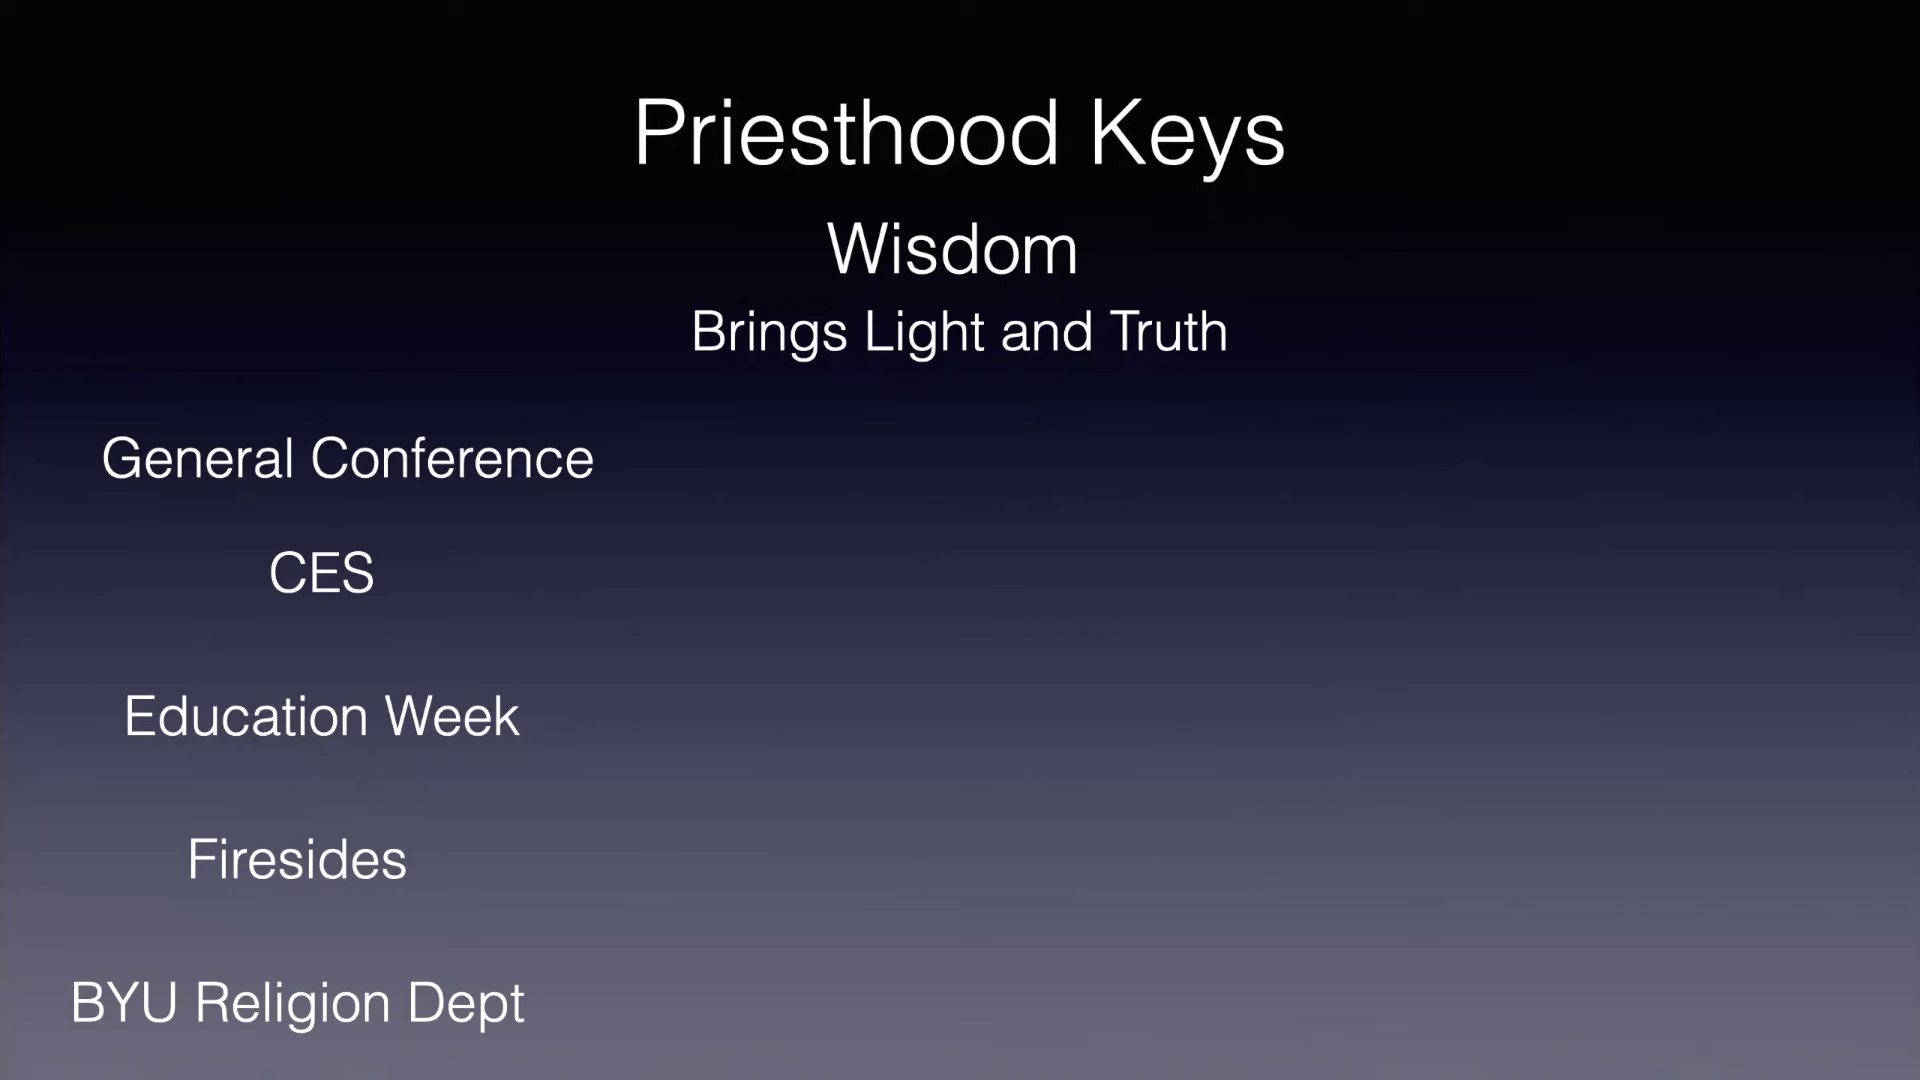 Priesthood Keys
Wisdom
Brings Light and Truth
General Conference
CES
Education Week
Firesides
BYU Religion Dept